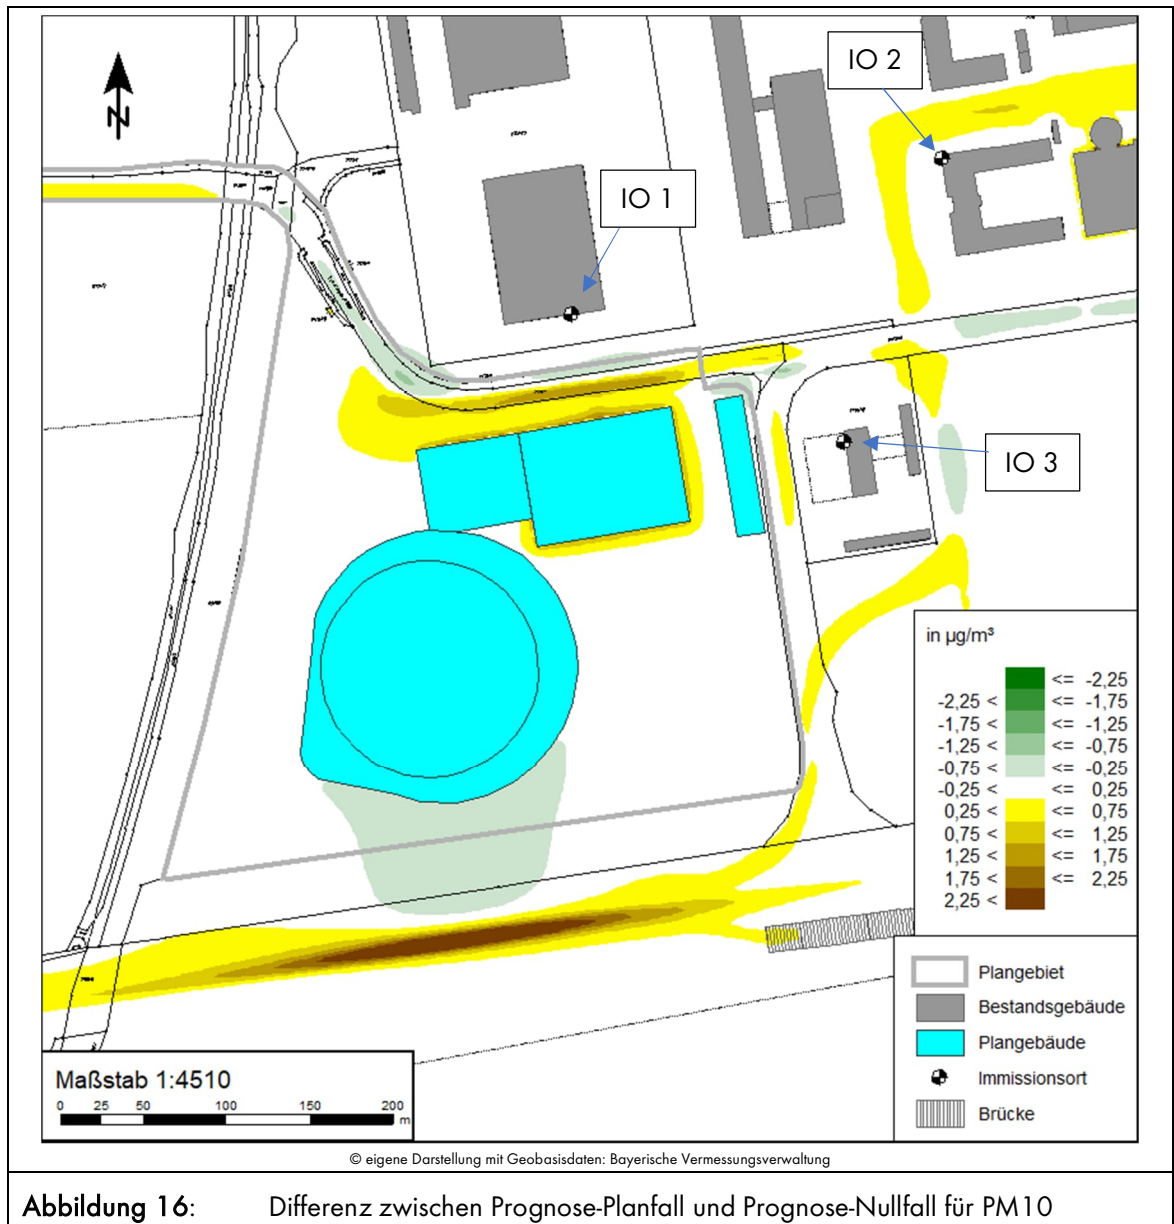 N
IO 2
IO 1
IO 3
in µg/m³
<= -2,25
-2,25 < <= -1,75
-1,75 < <= -1,25
-1,25 < <= -0,75
-0,75 < <= -0,25
-0,25 < <= 0,25
0,25 < <= 0,75
0,75 < <= 1,25
1,25 < <= 1,75
1,75 < <= 2,25
2,25 <
Plangebiet
Bestandsgebäude
Plangebäude
Immissionsort
Brücke
Maßstab 1:4510
0 25 50 100 150 200
m
© eigene Darstellung mit Geobasisdaten: Bayerische Vermessungsverwaltung
Abbildung 16: Differenz zwischen Prognose-Planfall und Prognose-Nullfall für PM10